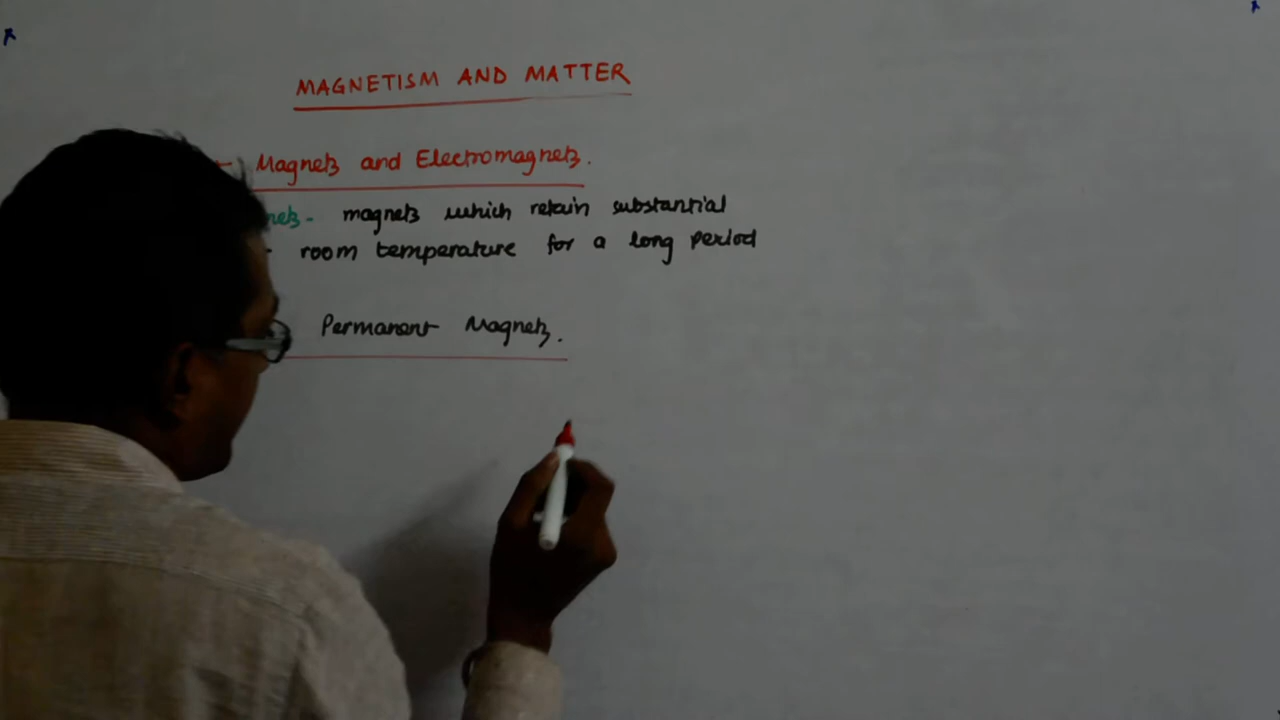 MAGNETISM AND MATTER
Magnets and Electromagnets.
magnets which retain substantial
room temperature for a long period
Permanent Magnets.